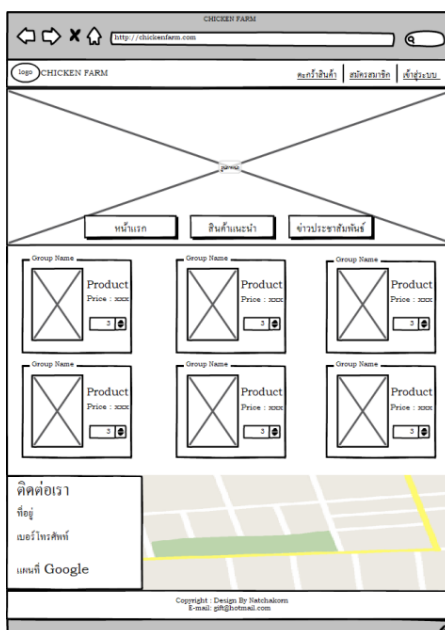 CHICKEN FARM
http://chickenfarm.com
logo CHICKEN FARM ตะกร้าสินค้า สมัครสมาชิก เข้าสู่ระบบ
หน้าแรก สินค้าแนะนำ ข่าวประชาสัมพันธ์
Group Name Group Name Group Name
Product Product Product
Price : xxx Price : xxx Price : xxx
3 3 3
Group Name Group Name Group Name
Product Product Product
Price : xxx Price : xxx Price : xxx
3 3 3
ติดต่อเรา
ที่อยู่
เบอร์โทรศัพท์
แผนที่ Google
Copyright : Design By Natchakorn
E-mail: gift@hotmail.com